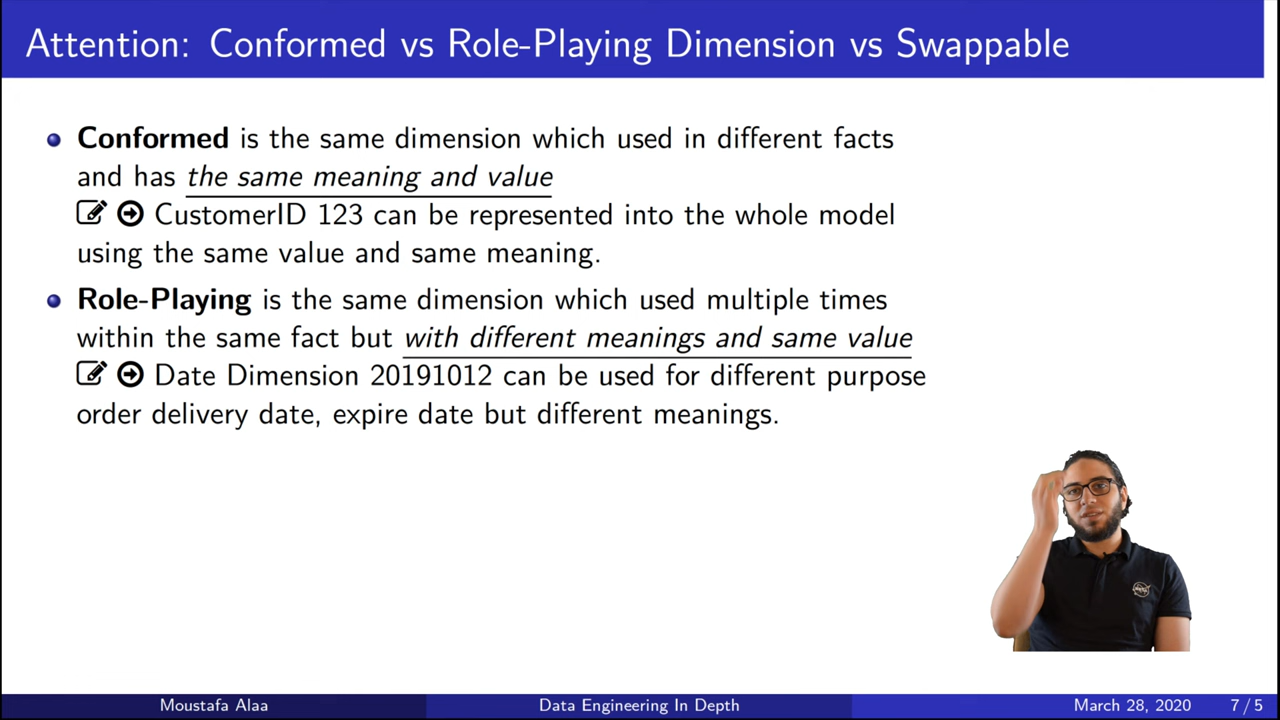 Attention: Conformed vs Role-Playing Dimension vs Swappable
Conformed is the same dimension which used in different facts
and has the same meaning and value
CustomerID 123 can be represented into the whole model
using the same value and same meaning.
Role-Playing is the same dimension which used multiple times
within the same fact but with different meanings and same value
Date Dimension 20191012 can be used for different purpose
order delivery date, expire date but different meanings.
Moustafa Alaa
Data Engineering In Depth
March 28, 2020
7 / 5